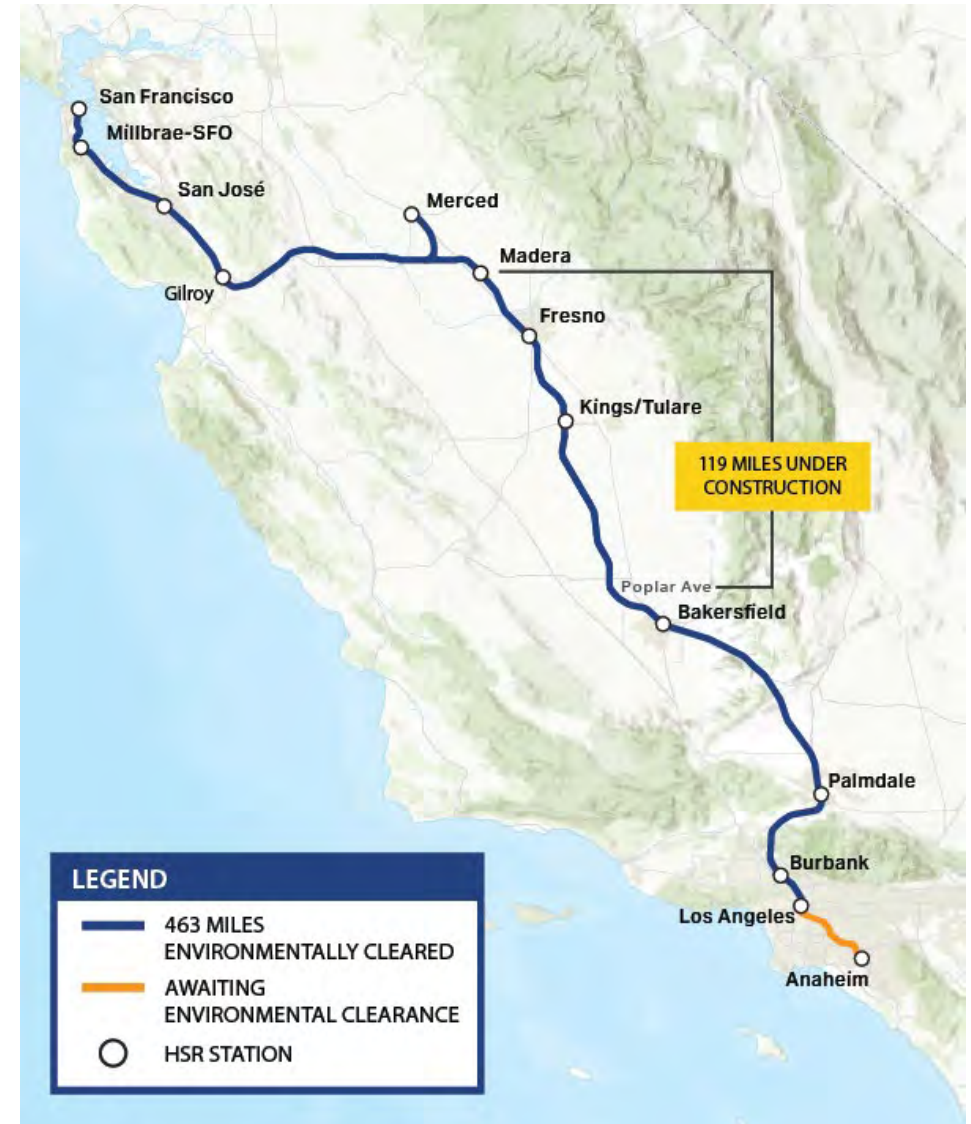 San Francisco
Millbrae-SFO
San José
Merced
Madera
Gilroy
Fresno
Kings/Tulare
119 MILES UNDER
CONSTRUCTION
Poplar Ave
Bakersfield
Palmdale
Burbank
Los Angeles
Anaheim
LEGEND
463 MILES
ENVIRONMENTALLY CLEARED
AWAITING
ENVIRONMENTAL CLEARANCE
HSR STATION